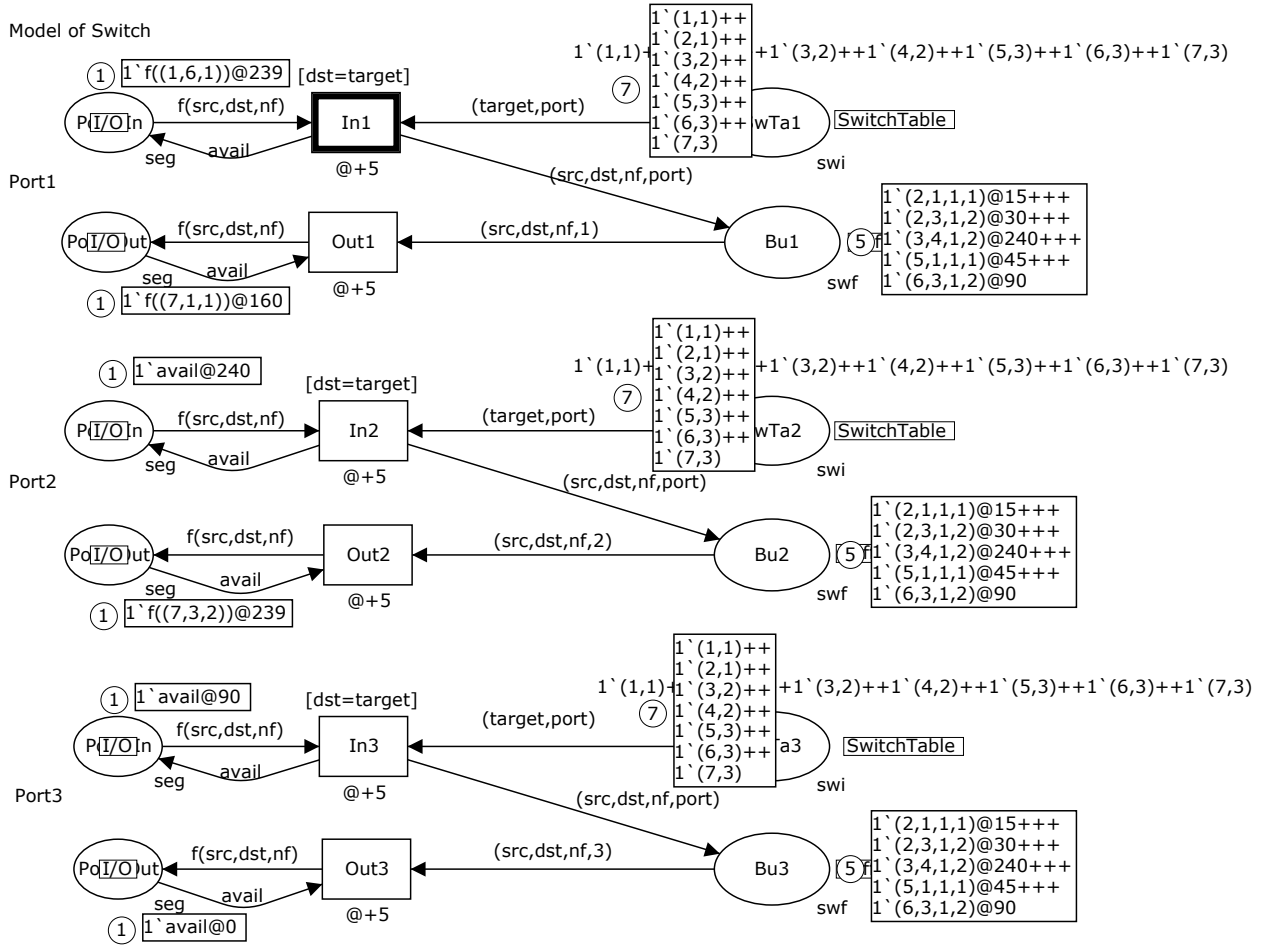 Model of Switch
1`(1,1)++
1`(2,1)++
1`(3,2)++
1`(4,2)++
1`(5,3)++
1`(6,3)++
1`(7,3)
1`(1,1)+ +1`(3,2)++1`(4,2)++1`(5,3)++1`(6,3)++1`(7,3)
1 1`f((1,6,1))@239 [dst=target]
7
I/O In
f(src,dst,nf)
In1
(target,port)
wTa1
SwitchTable
seg
avail
@+5
swi
Port1
(src,dst,nf,port)
1`(2,1,1,1)@15+++
1`(2,3,1,2)@30+++
1`(3,4,1,2)@240+++
1`(5,1,1,1)@45+++
1`(6,3,1,2)@90
Po I/O ut
f(src,dst,nf)
Out1
(src,dst,nf,1)
Bu1
5
seg
avail
@+5
swf
1 1`f((7,1,1))@160
1`(1,1)++
1`(2,1)++
1`(3,2)++
1`(4,2)++
1`(5,3)++
1`(6,3)++
1`(7,3)
1`(1,1)+ +1`(3,2)++1`(4,2)++1`(5,3)++1`(6,3)++1`(7,3)
1 1`avail@240
[dst=target]
7
I/O In
f(src,dst,nf)
In2
(target,port)
wTa2
SwitchTable
seg
avail
@+5
swi
Port2
(src,dst,nf,port)
1`(2,1,1,1)@15+++
1`(2,3,1,2)@30+++
1`(3,4,1,2)@240+++
1`(5,1,1,1)@45+++
1`(6,3,1,2)@90
Po I/O ut
f(src,dst,nf)
Out2
(src,dst,nf,2)
Bu2
5
seg
avail
@+5
swf
1 1`f((7,3,2))@239
1`(1,1)++
1`(2,1)++
1`(3,2)++
1`(4,2)++
1`(5,3)++
1`(6,3)++
1`(7,3)
1`(1,1)+ +1`(3,2)++1`(4,2)++1`(5,3)++1`(6,3)++1`(7,3)
1 1`avail@90
[dst=target]
7
I/O In
f(src,dst,nf)
In3
(target,port)
Ta3
SwitchTable
seg
avail
@+5
swi
Port3
(src,dst,nf,port)
1`(2,1,1,1)@15+++
1`(2,3,1,2)@30+++
1`(3,4,1,2)@240+++
1`(5,1,1,1)@45+++
1`(6,3,1,2)@90
Po I/O ut
f(src,dst,nf)
Out3
(src,dst,nf,3)
Bu3
5
seg
avail
@+5
swf
1 1`avail@0